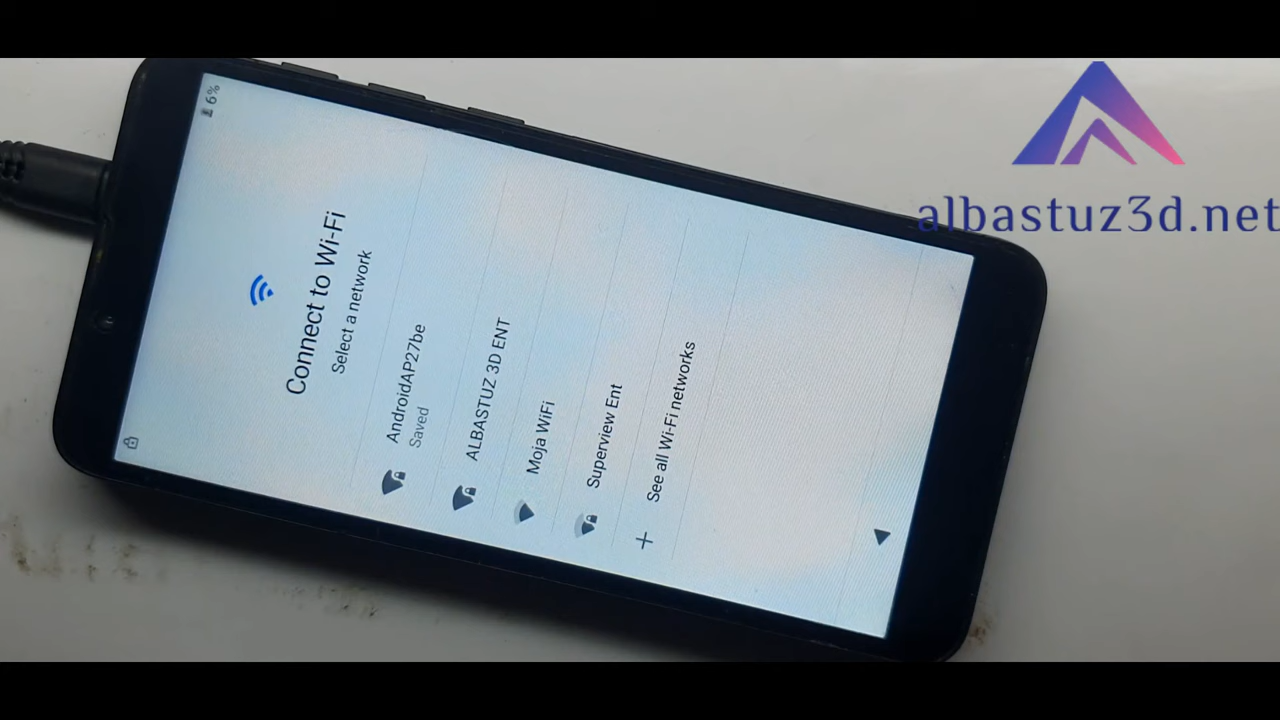 6%
Connect to Wi-Fi
Select a network
AndroidAP27be
Saved
ALBASTUZ 3D ENT
Moja WiFi
Superview Ent
See all Wi-Fi networks
albastuz3d.net